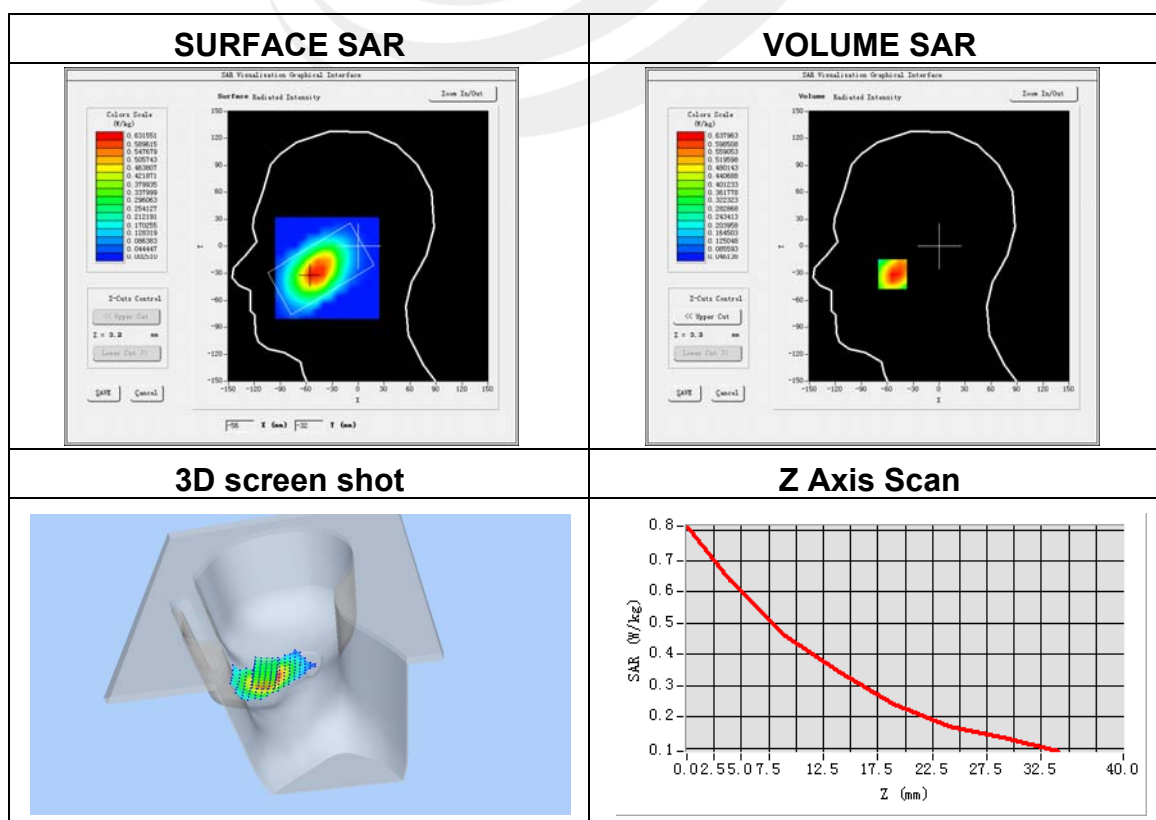 SURFACE SAR
VOLUME SAR
SAR Visualisation Graphical Interface
Surface Radiated Intensity
Zoom In/Out
Colors Scale
(W/kg)
0.631551
0.589615
0.547679
0.505743
0.463807
0.421871
0.379935
0.337999
0.296063
0.254127
0.212191
0.170255
0.128319
0.086383
0.044447
0.002510
150
120
90
60
30
0
-30
-60
-90
-120
-150
Y
-150 -120 -90 -60 -30 0 30 60 90 120 150
X
Z-Cuts Control
<< Upper Cut
Z = 3.2 mm
Lower Cut >>
SAVE Cancel
-56 X (mm) -32 Y (mm)
SAR Visualisation Graphical Interface
Volume Radiated Intensity
Zoom In/Out
Colors Scale
(W/kg)
0.637963
0.598508
0.559053
0.519598
0.480143
0.440688
0.401233
0.361778
0.322323
0.282868
0.243413
0.203958
0.164503
0.125048
0.085593
0.046138
150
120
90
60
30
0
-30
-60
-90
-120
-150
Y
-150 -120 -90 -60 -30 0 30 60 90 120 150
X
Z-Cuts Control
<< Upper Cut
Z = 3.3 mm
Lower Cut >>
SAVE Cancel
3D screen shot
Z Axis Scan
0.8
0.7
0.6
0.5
0.4
0.3
0.2
0.1
SAR (W/kg)
0.0 2.5 5.0 7.5 12.5 17.5 22.5 27.5 32.5 40.0
Z (mm)